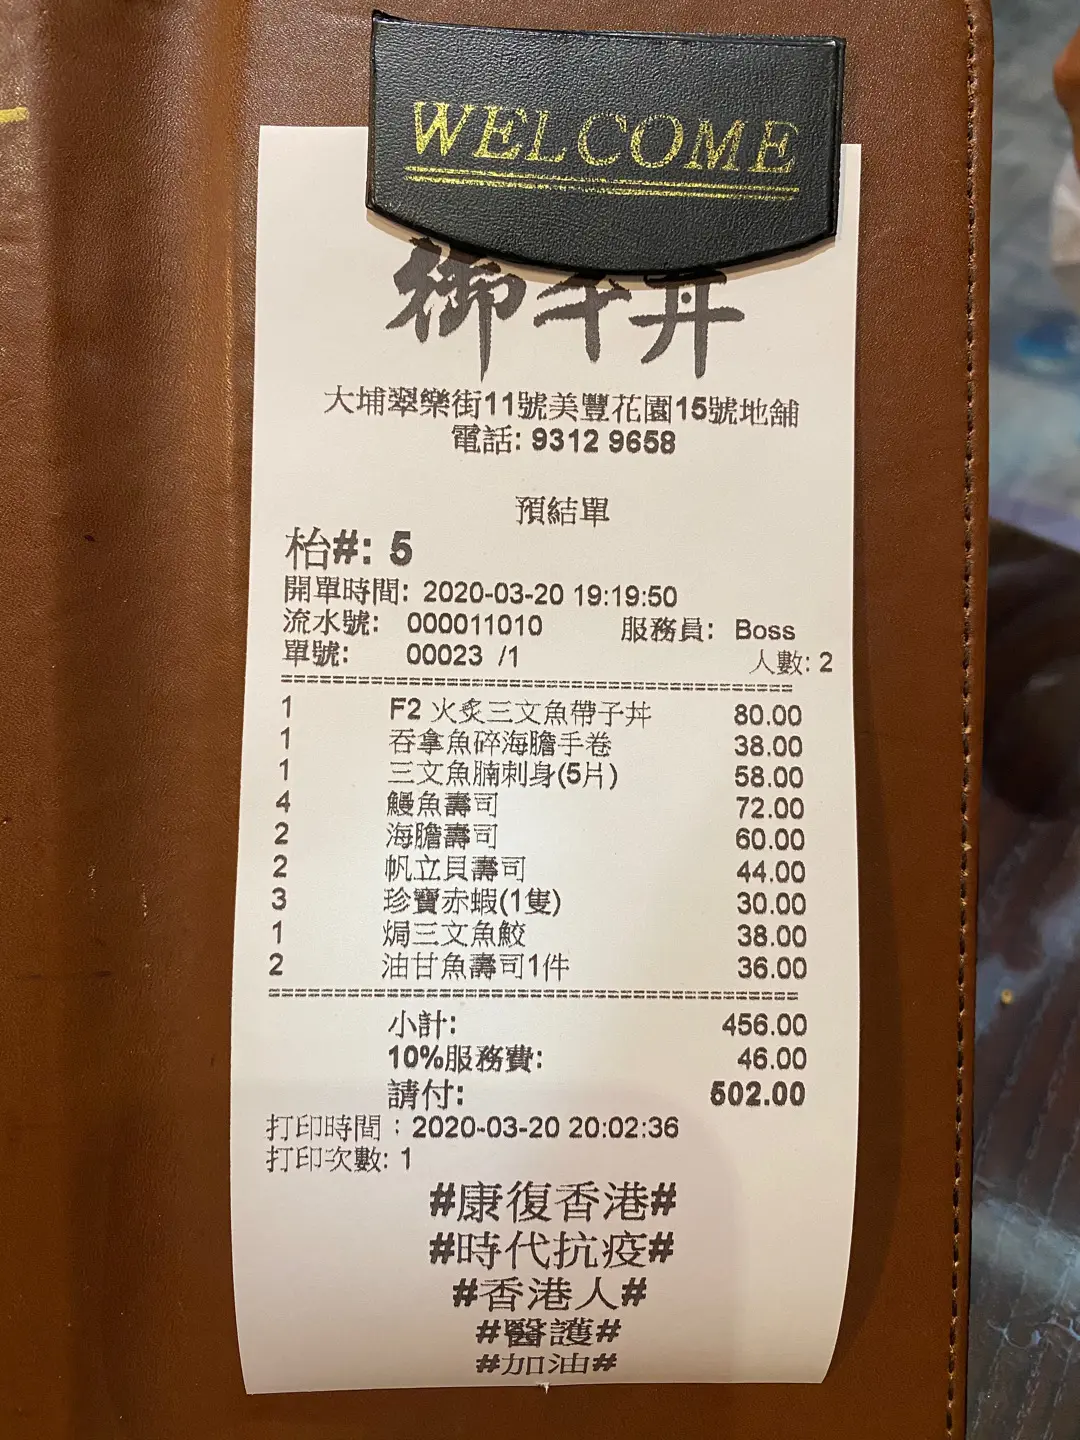 WELCOME
御牛丼
大埔翠樂街11號美豐花園15號地舖
電話: 9312 9658
預結單
枱#: 5
開單時間: 2020-03-20 19:19:50
流水號: 000011010 服務員: Boss
單號: 00023 /1 人數: 2
1 F2 火炙三文魚帶子丼 80.00
1 吞拿魚碎海膽手卷 38.00
1 三文魚腩刺身(5片) 58.00
4 鰻魚壽司 72.00
2 海膽壽司 60.00
2 帆立貝壽司 44.00
3 珍寶赤蝦(1隻) 30.00
1 焗三文魚鮫 38.00
2 油甘魚壽司1件 36.00
小計: 456.00
10%服務費: 46.00
請付: 502.00
打印時間：2020-03-20 20:02:36
打印次數: 1
#康復香港#
#時代抗疫#
#香港人#
#醫護#
#加油#